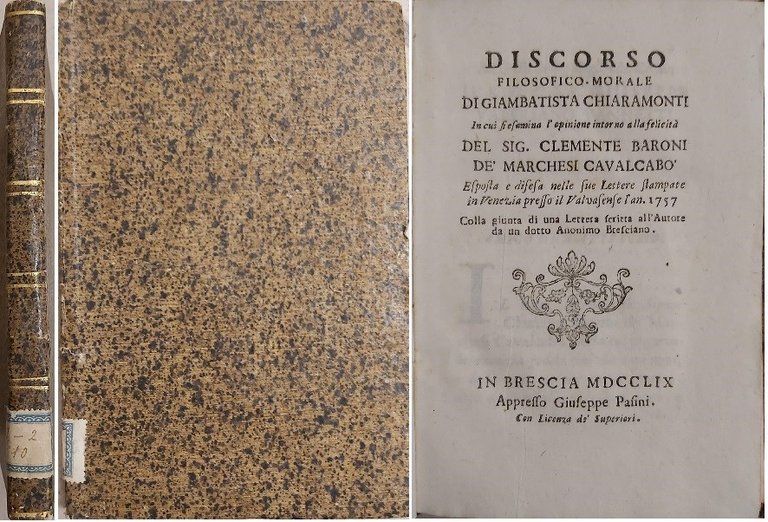 - 2
10
DISCORSO
FILOSOFICO-MORALE
DI GIAMBATISTA CHIARAMONTI
In cui ſi eſamina l' opinione intorno alla felicità
DEL SIG. CLEMENTE BARONI
DE' MARCHESI CAVALCABO'
Eſpoſta e difeſa nelle ſue Lettere ſtampate
in Venezia preſſo il Valvaſenſe l'an. 1757
Colla giunta di una Lettera ſcritta all'Autore
da un dotto Anonimo Breſciano.
IN BRESCIA MDCCLIX
Appreſſo Giuſeppe Paſini.
Con Licenza de' Superiori.